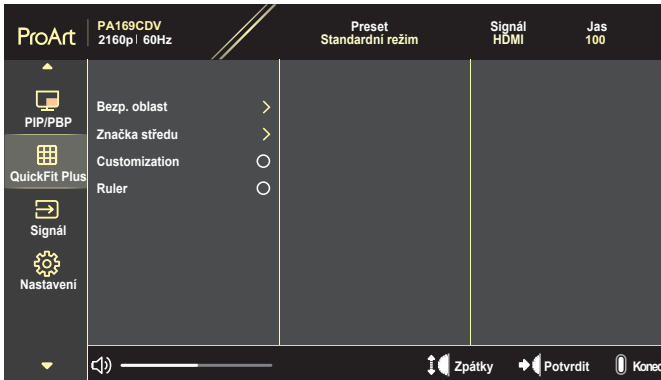 ProArt
PA169CDV
2160p 60Hz
Preset
Standardní režim
Signál
HDMI
Jas
100
PIP/PBP
QuickFit Plus
Signál
Nastavení
Bezp. oblast
Značka středu
Customization
Ruler
Zpátky
Potvrdit
Konec